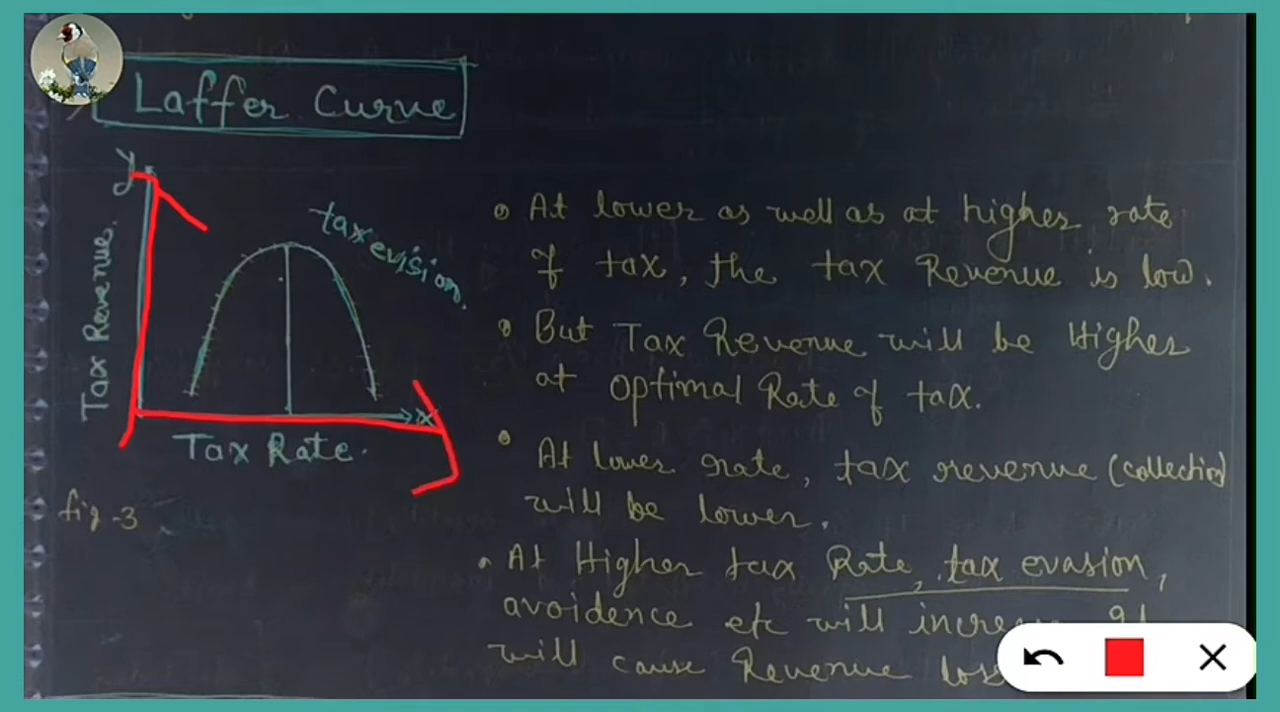 Laffer Curve
y
Tax Revenue.
tax evision.
x
Tax Rate.
fig -3
At lower as well as at higher rate
of tax, the tax Revenue is low.
But Tax Revenue will be Higher
at optimal Rate of tax.
At lower rate, tax revenue (collection)
will be lower.
At Higher tax Rate, tax evasion,
avoidence etc will increase
will cause Revenue loss